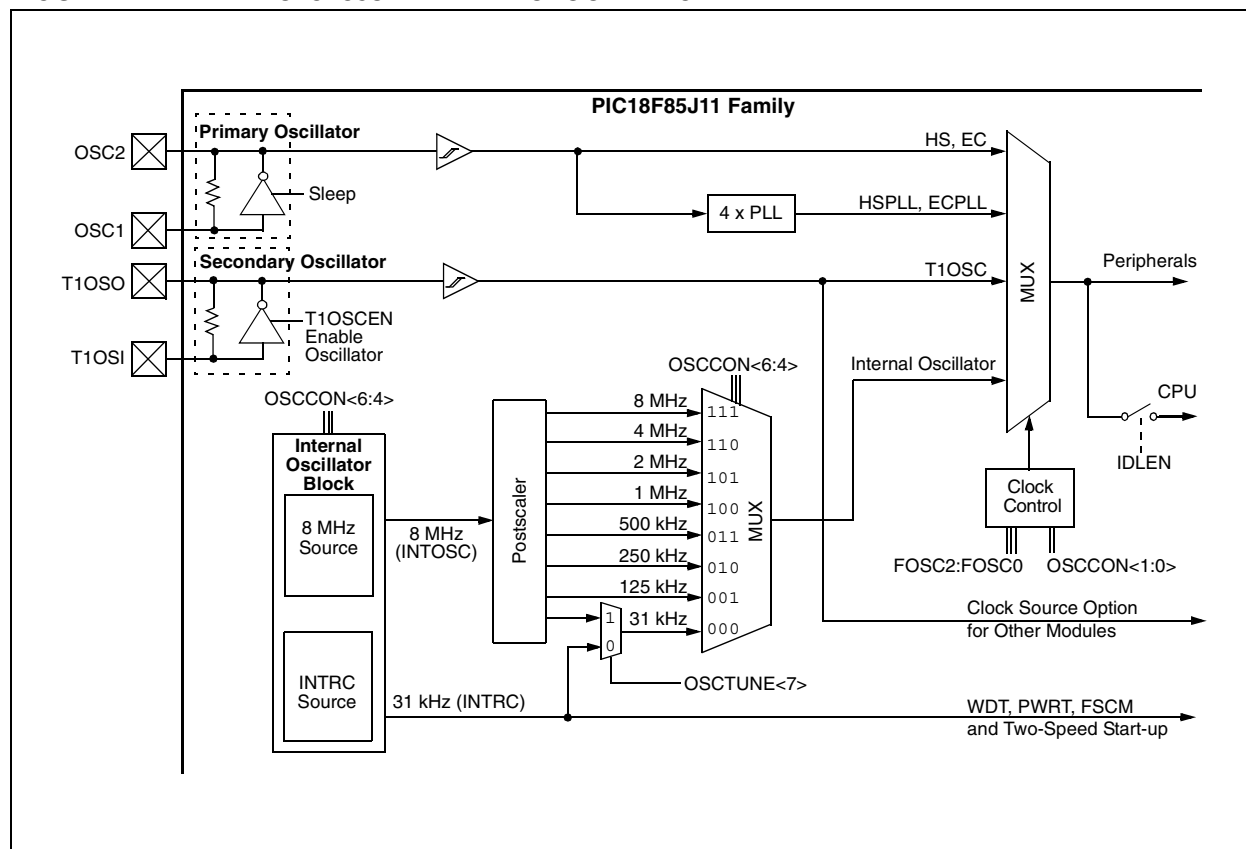 PIC18F85J11 Family
Primary Oscillator
OSC2
Sleep
OSC1
HS, EC
4 x PLL
HSPLL, ECPLL
Secondary Oscillator
T1OSO
T1OSCEN
Enable
Oscillator
T1OSI
T1OSC
MUX
Peripherals
Internal Oscillator
CPU
IDLEN
Clock
Control
FOSC2:FOSC0
OSCCON<1:0>
OSCCON<6:4>
Internal
Oscillator
Block
8 MHz
Source
8 MHz
(INTOSC)
Postscaler
OSCCON<6:4>
8 MHz
111
4 MHz
110
2 MHz
101
1 MHz
100
500 kHz
011
250 kHz
010
125 kHz
001
1
0
31 kHz
000
MUX
OSCTUNE<7>
Clock Source Option
for Other Modules
INTRC
Source
31 kHz (INTRC)
WDT, PWRT, FSCM
and Two-Speed Start-up